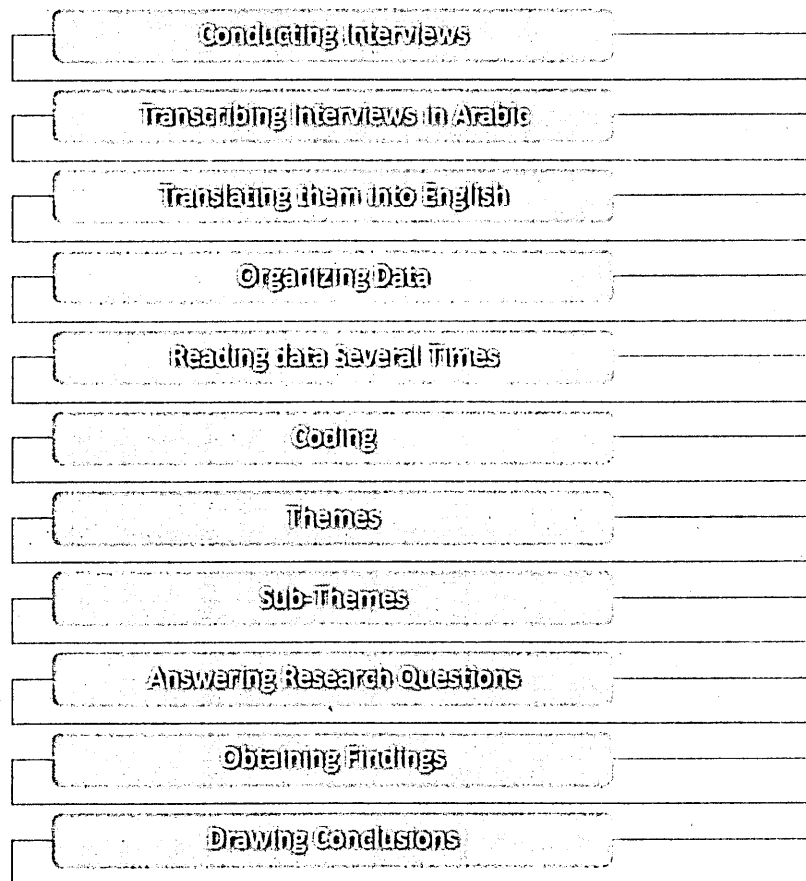 Conducting Interviews
Transcribing Interviews in Arabic
Translating them into English
Organizing Data
Reading data Several Times
Coding
Themes
Sub-Themes
Answering Research Questions
Obtaining Findings
Drawing Conclusions